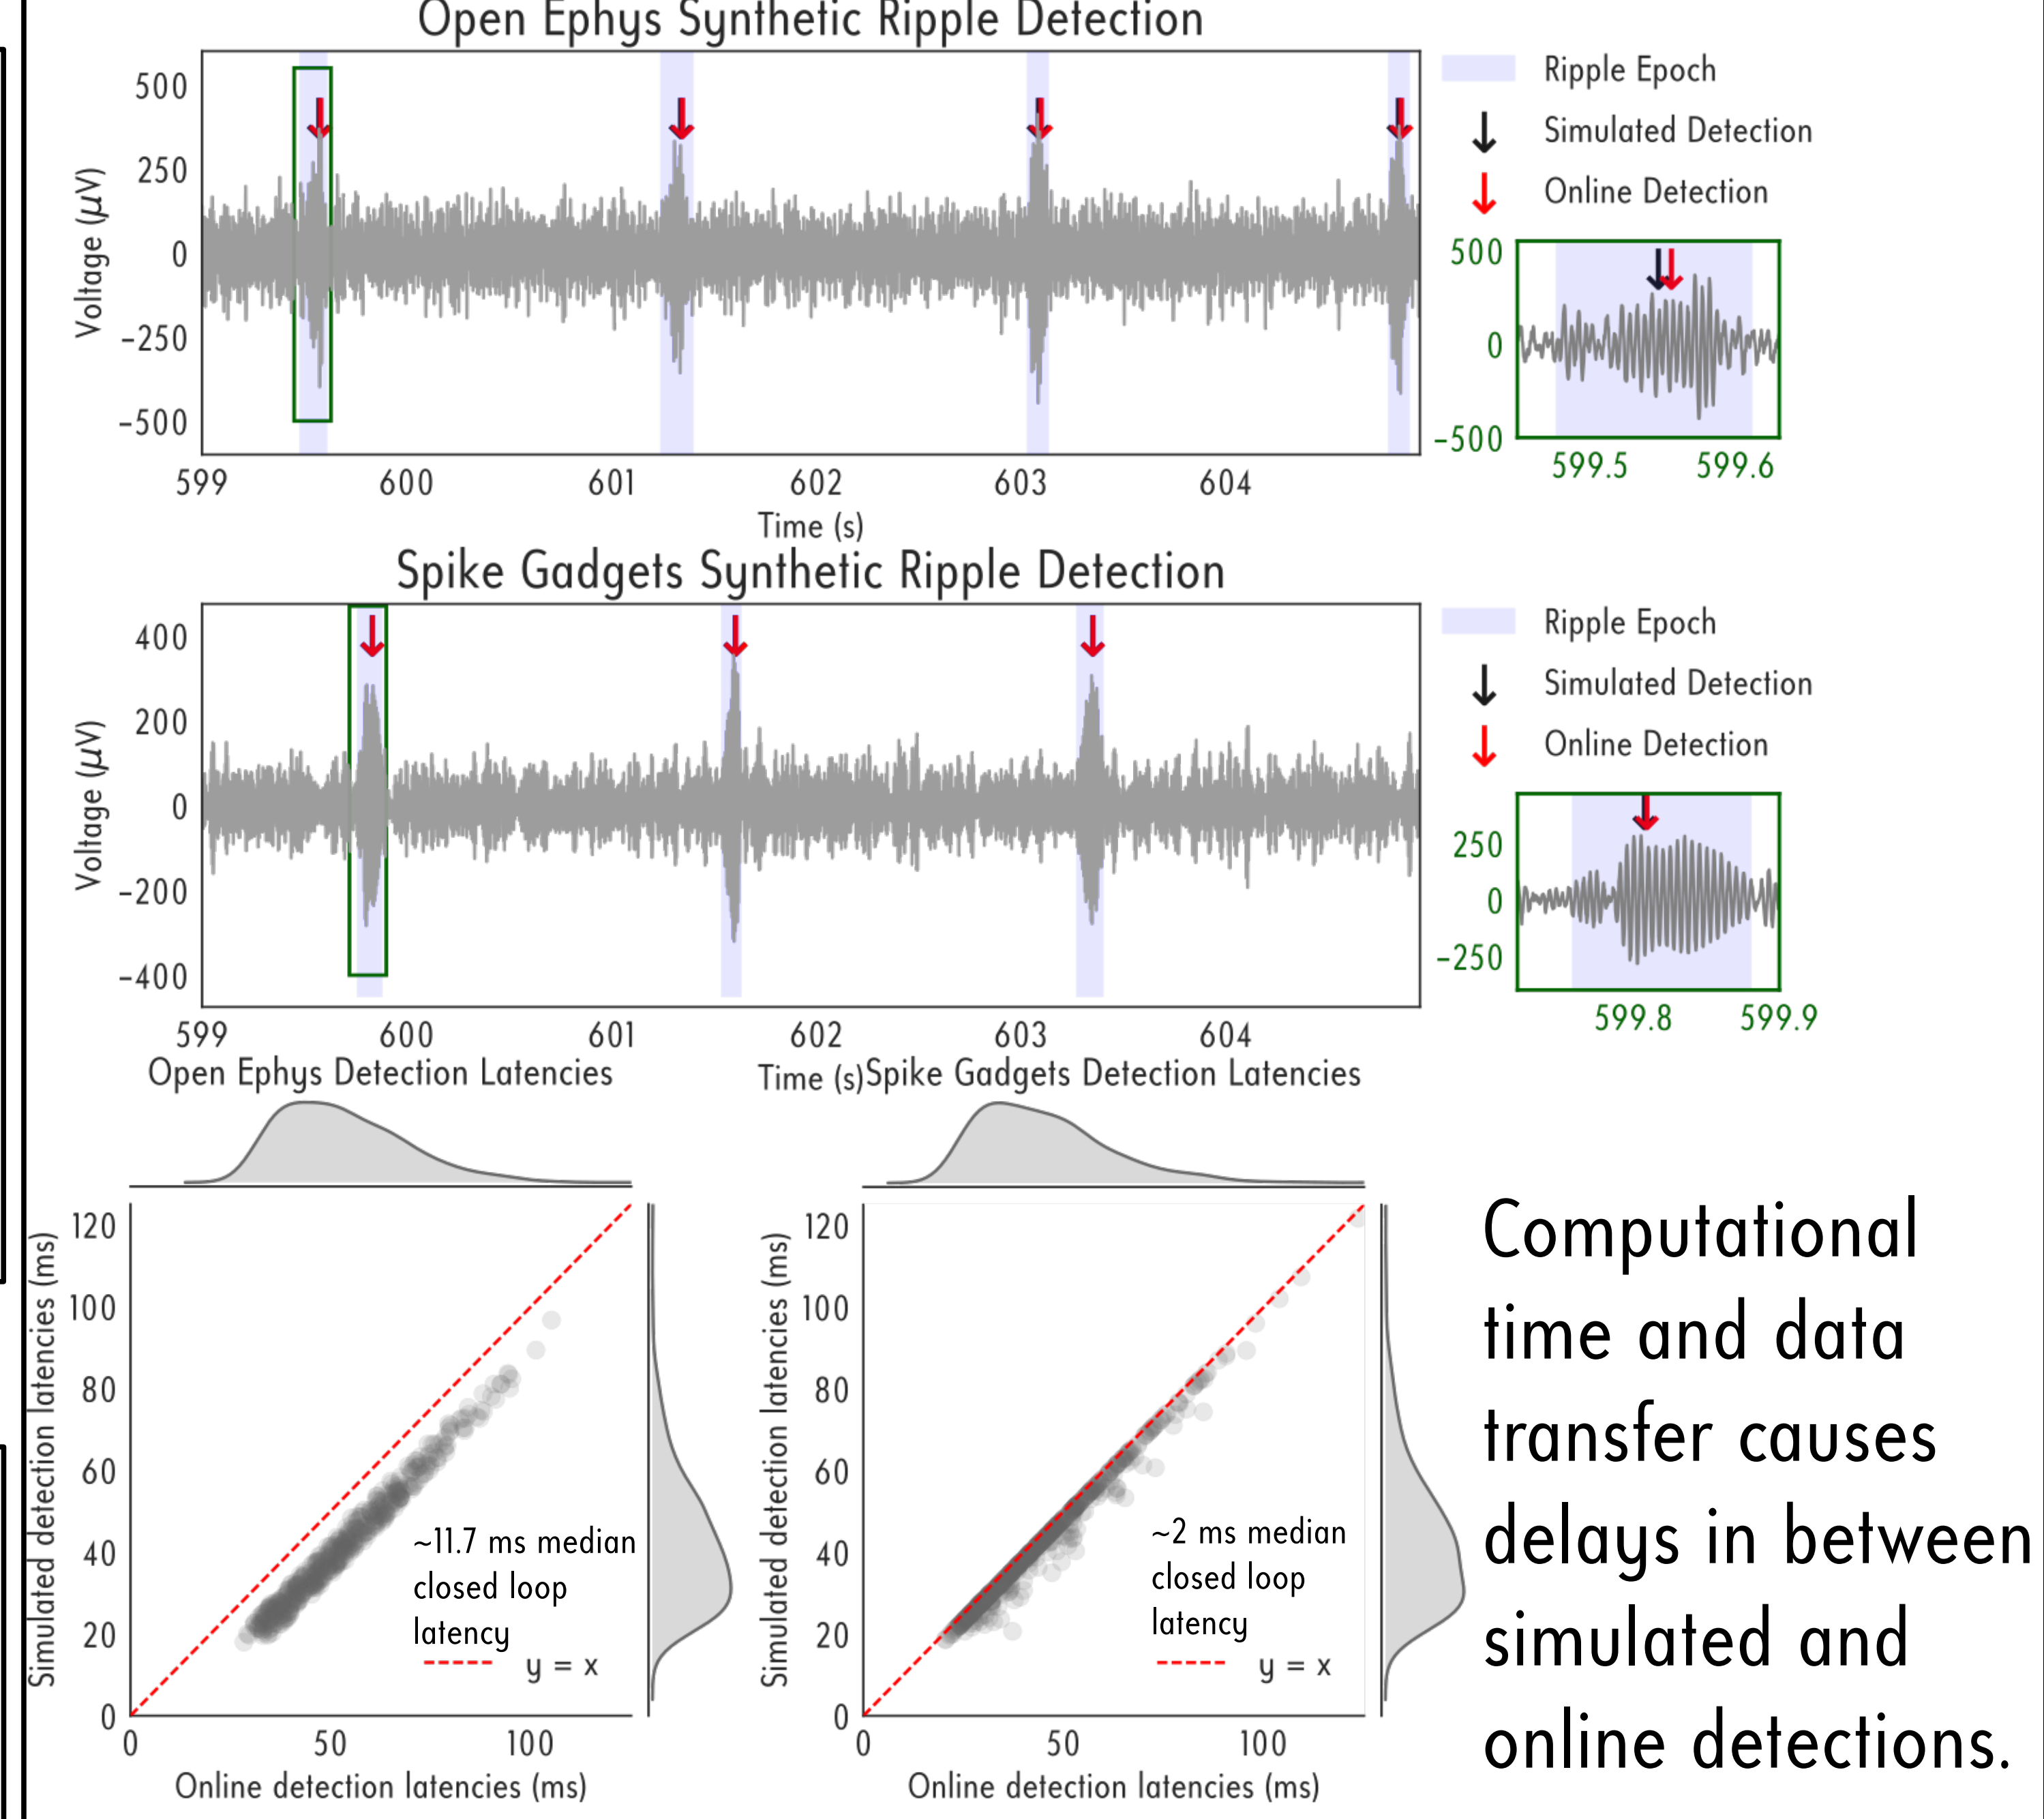 Open Ephys Synthetic Ripple Detection
500
250
0
−250
−500
Voltage (μV)
599 600 601 602 603 604
Time (s)
Ripple Epoch
Simulated Detection
Online Detection
500
0
−500
599.5 599.6
Spike Gadgets Synthetic Ripple Detection
400
200
0
−200
−400
Voltage (μV)
599 600 601 602 603 604
Time (s)
Ripple Epoch
Simulated Detection
Online Detection
250
0
−250
599.8 599.9
Open Ephys Detection Latencies
120
100
80
60
40
20
0
Simulated detection latencies (ms)
~11.7 ms median
closed loop
latency
y = x
0 50 100
Online detection latencies (ms)
Spike Gadgets Detection Latencies
120
100
80
60
40
20
0
Simulated detection latencies (ms)
~2 ms median
closed loop
latency
y = x
0 50 100
Online detection latencies (ms)
Computational
time and data
transfer causes
delays in between
simulated and
online detections.